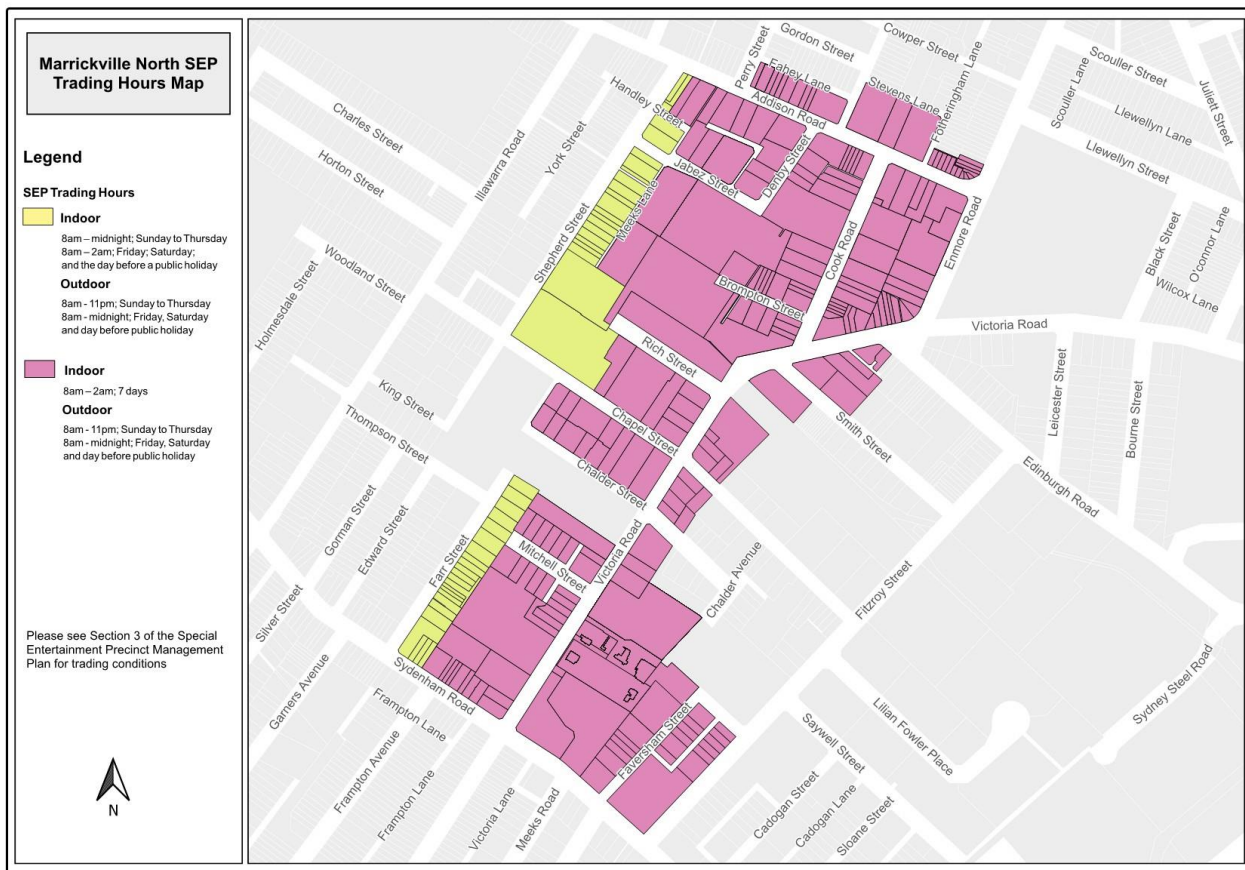 Marrickville North SEP
Trading Hours Map
Legend
SEP Trading Hours
Indoor
8am – midnight; Sunday to Thursday
8am – 2am; Friday; Saturday;
and the day before a public holiday
Outdoor
8am - 11pm; Sunday to Thursday
8am - midnight; Friday, Saturday
and day before public holiday
Indoor
8am – 2am; 7 days
Outdoor
8am - 11pm; Sunday to Thursday
8am - midnight; Friday, Saturday
and day before public holiday
Please see Section 3 of the Special
Entertainment Precinct Management
Plan for trading conditions
N
Perry Street
Gordon Street
Cowper Street
Fotheringham Lane
Scouller Lane
Scouller Street
Juliett Street
Fahey Lane
Stevens Lane
Llewellyn Lane
Llewellyn Street
Addison Road
Handley Street
Charles Street
Horton Street
Illawarra Road
York Street
Jabez Street
Denby Street
Meeks Lane
Shepherd Street
Cook Road
Enmore Road
Black Street
O'connor Lane
Wilcox Lane
Woodland Street
Holmesdale Street
Brompton Street
Victoria Road
Rich Street
Leicester Street
Bourne Street
King Street
Thompson Street
Chapel Street
Smith Street
Chalder Street
Edinburgh Road
Gorman Street
Edward Street
Farr Street
Mitchell Street
Victoria Road
Chalder Avenue
Fitzroy Street
Silver Street
Garners Avenue
Sydenham Road
Frampton Lane
Frampton Avenue
Frampton Lane
Victoria Lane
Meeks Road
Faversham Street
Saywell Street
Lilian Fowler Place
Sydney Steel Road
Cadogan Street
Cadogan Lane
Sloane Street